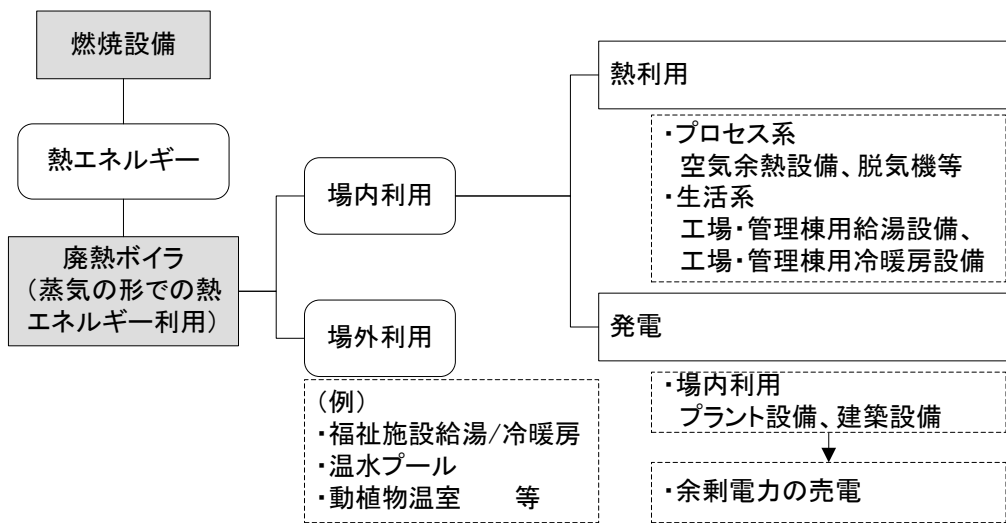 燃焼設備
熱エネルギー
廃熱ボイラ
（蒸気の形での熱
エネルギー利用）
場内利用
場外利用
（例）
・福祉施設給湯/冷暖房
・温水プール
・動植物温室　　等
熱利用
・プロセス系
空気余熱設備、脱気機等
・生活系
工場・管理棟用給湯設備、
工場・管理棟用冷暖房設備
発電
・場内利用
プラント設備、建築設備
・余剰電力の売電